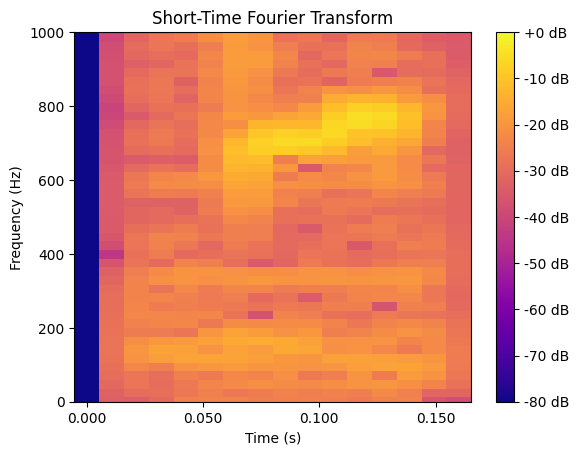 Short-Time Fourier Transform
1000
800
600
400
200
0
Frequency (Hz)
0.000
0.050
0.100
0.150
Time (s)
+0 dB
-10 dB
-20 dB
-30 dB
-40 dB
-50 dB
-60 dB
-70 dB
-80 dB